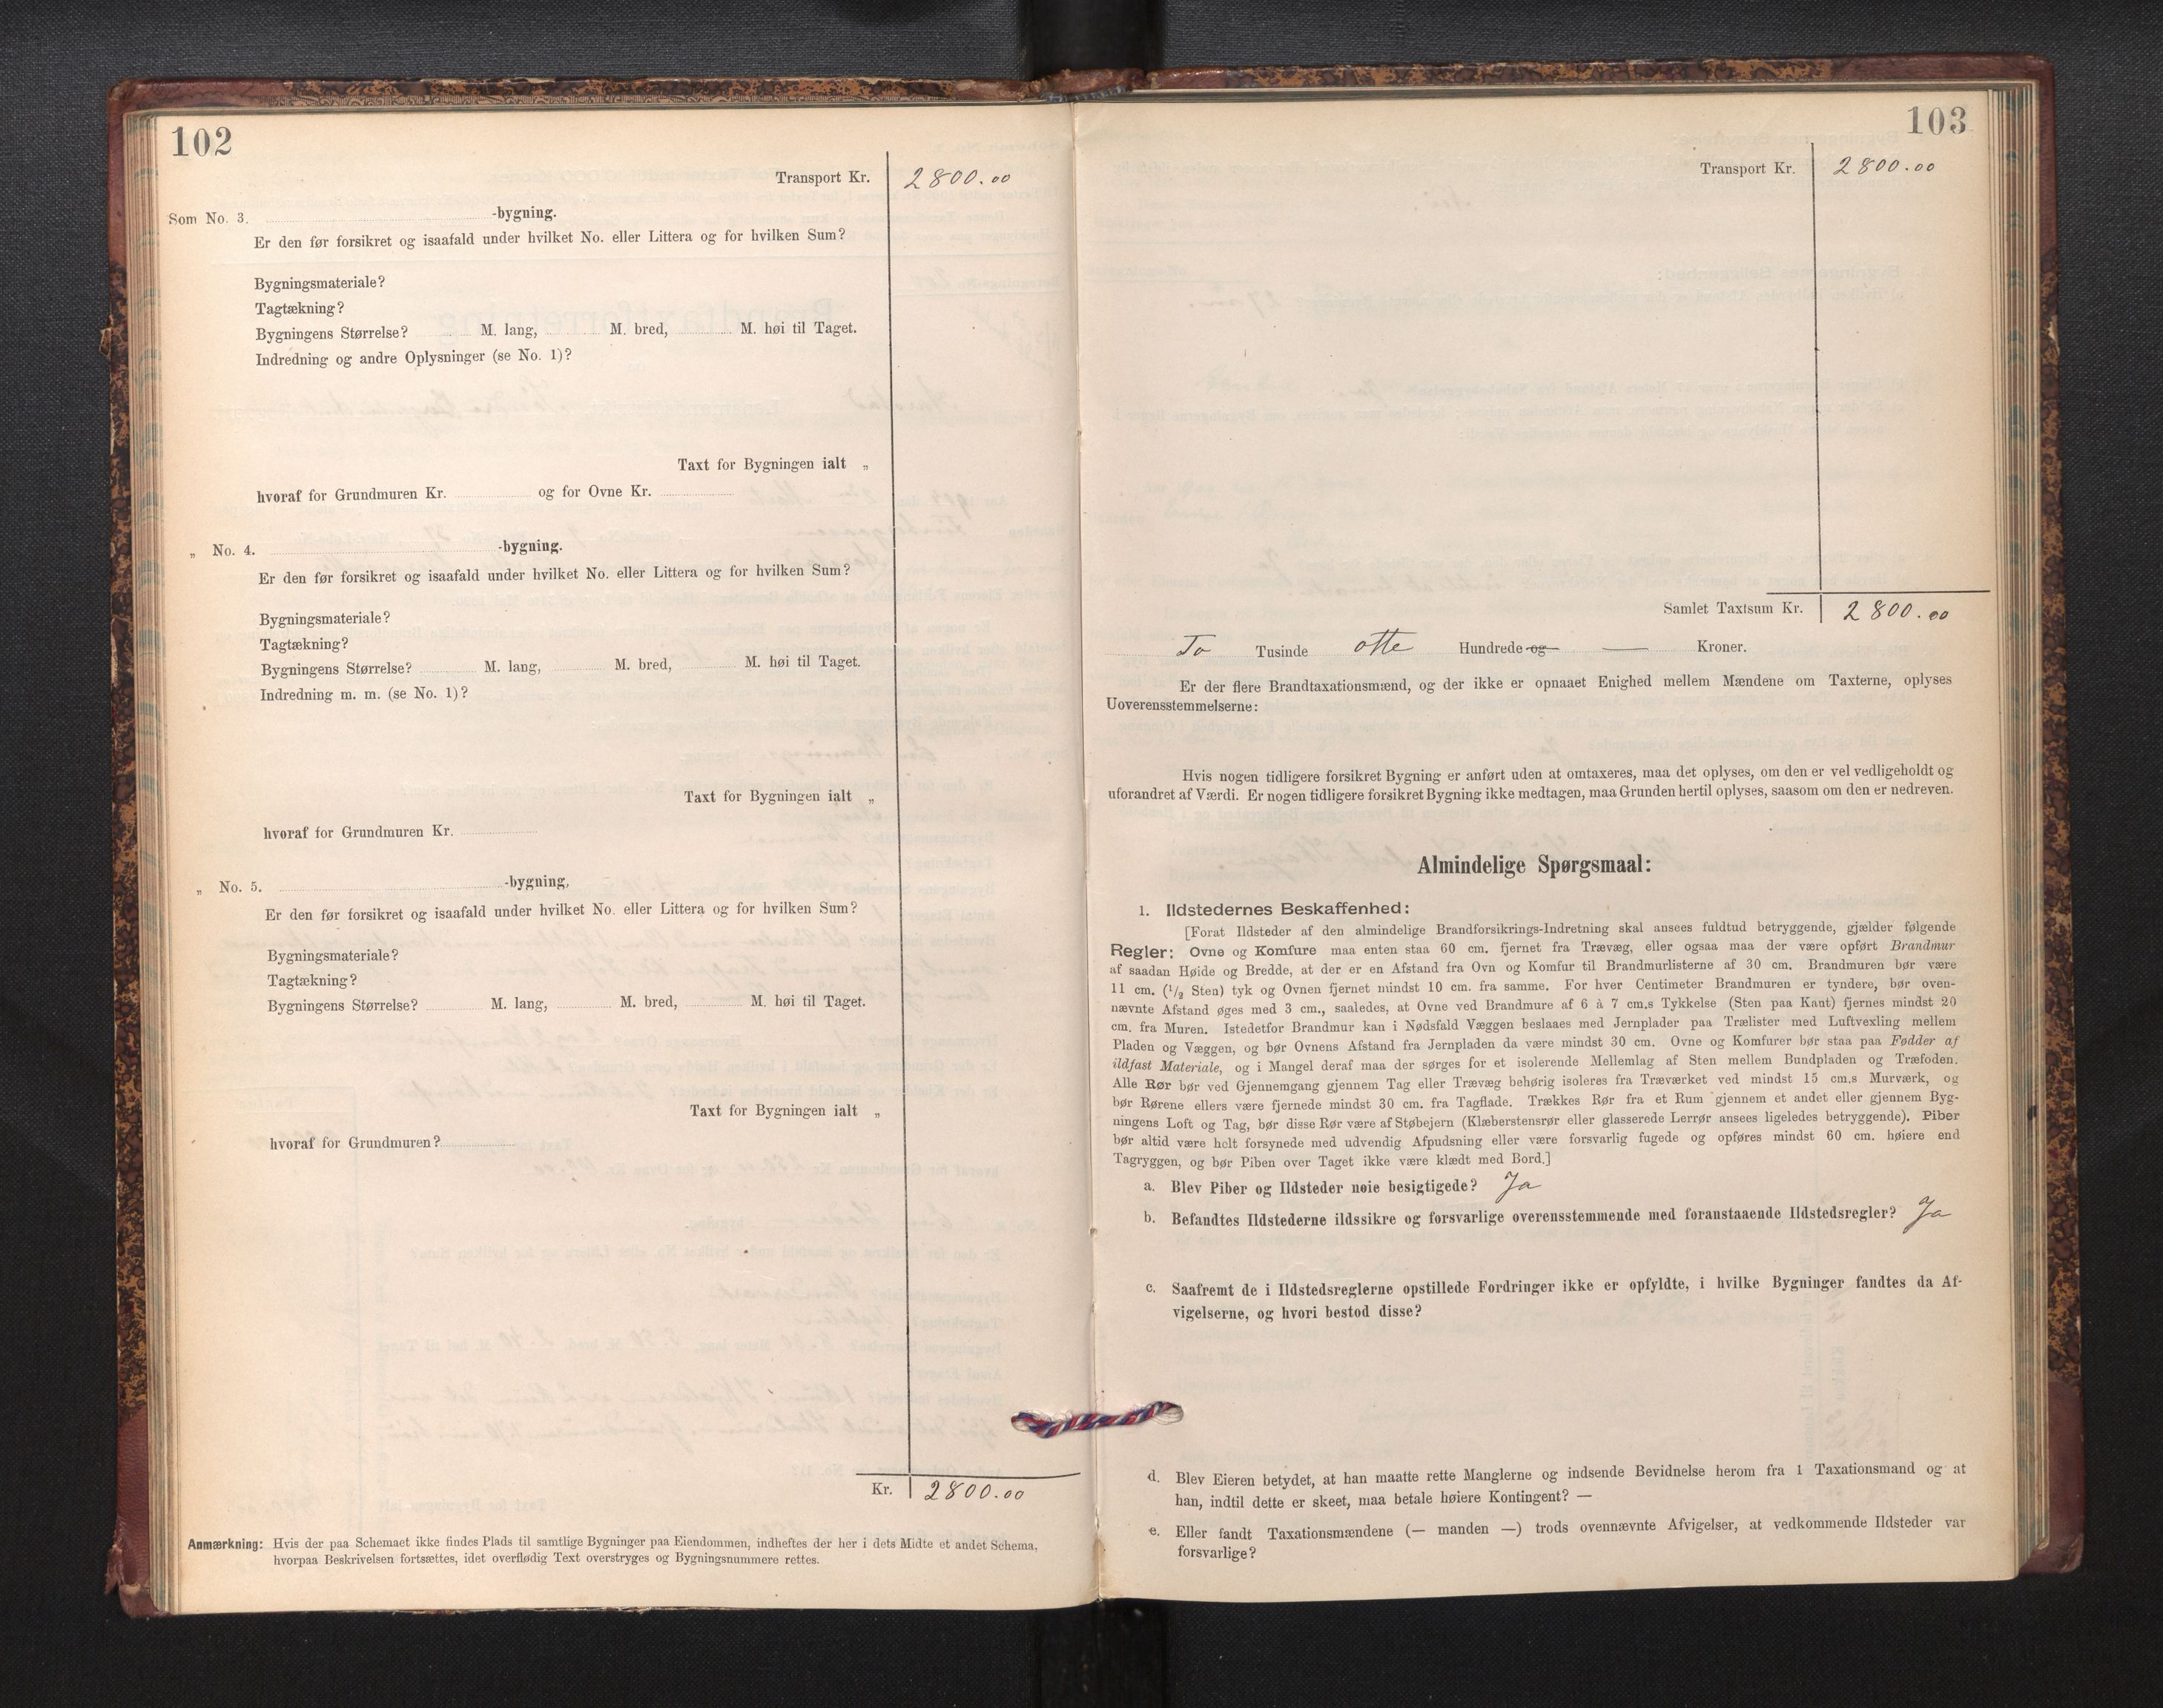 102
Transport Kr. 2800.00
Som No. 3. -bygning.
Er den før forsikret og isaafald under hvilket No. eller Littera og for hvilken Sum?
Bygningsmateriale?
Tagtækning?
Bygningens Størrelse? M. lang, M. bred, M. høi til Taget.
Indredning og andre Oplysninger (se No. 1)?
Taxt for Bygningen ialt „
hvoraf for Grundmuren Kr. og for Ovne Kr.
„ No. 4. -bygning.
Er den før forsikret og isaafald under hvilket No. eller Littera og for hvilken Sum?
Bygningsmateriale?
Tagtækning?
Bygningens Størrelse? M. lang, M. bred, M. høi til Taget.
Indredning m. m. (se No. 1)?
Taxt for Bygningen ialt „
hvoraf for Grundmuren Kr.
„ No. 5. -bygning,
Er den før forsikret og isaafald under hvilket No. eller Littera og for hvilken Sum?
Bygningsmateriale?
Tagtækning?
Bygningens Størrelse? M. lang, M. bred, M. høi til Taget.
Taxt for Bygningen ialt „
hvoraf for Grundmuren?
Kr. 2800.00
Anmærkning: Hvis der paa Schemaet ikke findes Plads til samtlige Bygninger paa Eiendommen, indheftes der her i dets Midte et andet Schema,
hvorpaa Beskrivelsen fortsættes, idet overflødig Text overstryges og Bygningsnummere rettes.
103
Transport Kr. 2800.00
Samlet Taxtsum Kr. 2800.00
To Tusinde otte Hundrede og — Kroner.
Er der flere Brandtaxationsmænd, og der ikke er opnaaet Enighed mellem Mændene om Taxterne, oplyses
Uoverensstemmelserne:
Hvis nogen tidligere forsikret Bygning er anført uden at omtaxeres, maa det oplyses, om den er vel vedligeholdt og
uforandret af Værdi. Er nogen tidligere forsikret Bygning ikke medtagen, maa Grunden hertil oplyses, saasom om den er nedreven.
Almindelige Spørgsmaal:
1. Ildstedernes Beskaffenhed:
[Forat Ildsteder af den almindelige Brandforsikrings-Indretning skal ansees fuldtud betryggende, gjælder følgende
Regler: Ovne og Komfure maa enten staa 60 cm. fjernet fra Trævæg, eller ogsaa maa der være opført Brandmur
af saadan Høide og Bredde, at der er en Afstand fra Ovn og Komfur til Brandmurlisterne af 30 cm. Brandmuren bør være
11 cm. (1/2 Sten) tyk og Ovnen fjernet mindst 10 cm. fra samme. For hver Centimeter Brandmuren er tyndere, bør oven-
nævnte Afstand øges med 3 cm., saaledes, at Ovne ved Brandmure af 6 à 7 cm.s Tykkelse (Sten paa Kant) fjernes mindst 20
cm. fra Muren. Istedetfor Brandmur kan i Nødsfald Væggen beslaaes med Jernplader paa Trælister med Luftvexling mellem
Pladen og Væggen, og bør Ovnens Afstand fra Jernpladen da være mindst 30 cm. Ovne og Komfurer bør staa paa Fødder af
ildfast Materiale, og i Mangel deraf maa der sørges for et isolerende Mellemlag af Sten mellem Bundpladen og Træfoden.
Alle Rør bør ved Gjennemgang gjennem Tag eller Trævæg behørig isoleres fra Træværket ved mindst 15 cm.s Murværk, og
bør Rørene ellers være fjernede mindst 30 cm. fra Tagflade. Trækkes Rør fra et Rum gjennem et andet eller gjennem Byg-
ningens Loft og Tag, bør disse Rør være af Støbejern (Klæberstensrør eller glasserede Lerrør ansees ligeledes betryggende). Piber
bør altid være helt forsynede med udvendig Afpudsning eller være forsvarlig fugede og opføres mindst 60 cm. høiere end
Tagryggen, og bør Piben over Taget ikke være klædt med Bord.]
a. Blev Piber og Ildsteder nøie besigtigede? Ja
b. Befandtes Ildstederne ildssikre og forsvarlige overensstemmende med foranstaaende Ildstedsregler? Ja
c. Saafremt de i Ildstedsreglerne opstillede Fordringer ikke er opfyldte, i hvilke Bygninger fandtes da Af-
vigelserne, og hvori bestod disse?
d. Blev Eieren betydet, at han maatte rette Manglerne og indsende Bevidnelse herom fra 1 Taxationsmand og at
han, indtil dette er skeet, maa betale høiere Kontingent? —
e. Eller fandt Taxationsmændene (— manden —) trods ovennævnte Afvigelser, at vedkommende Ildsteder var
forsvarlige?